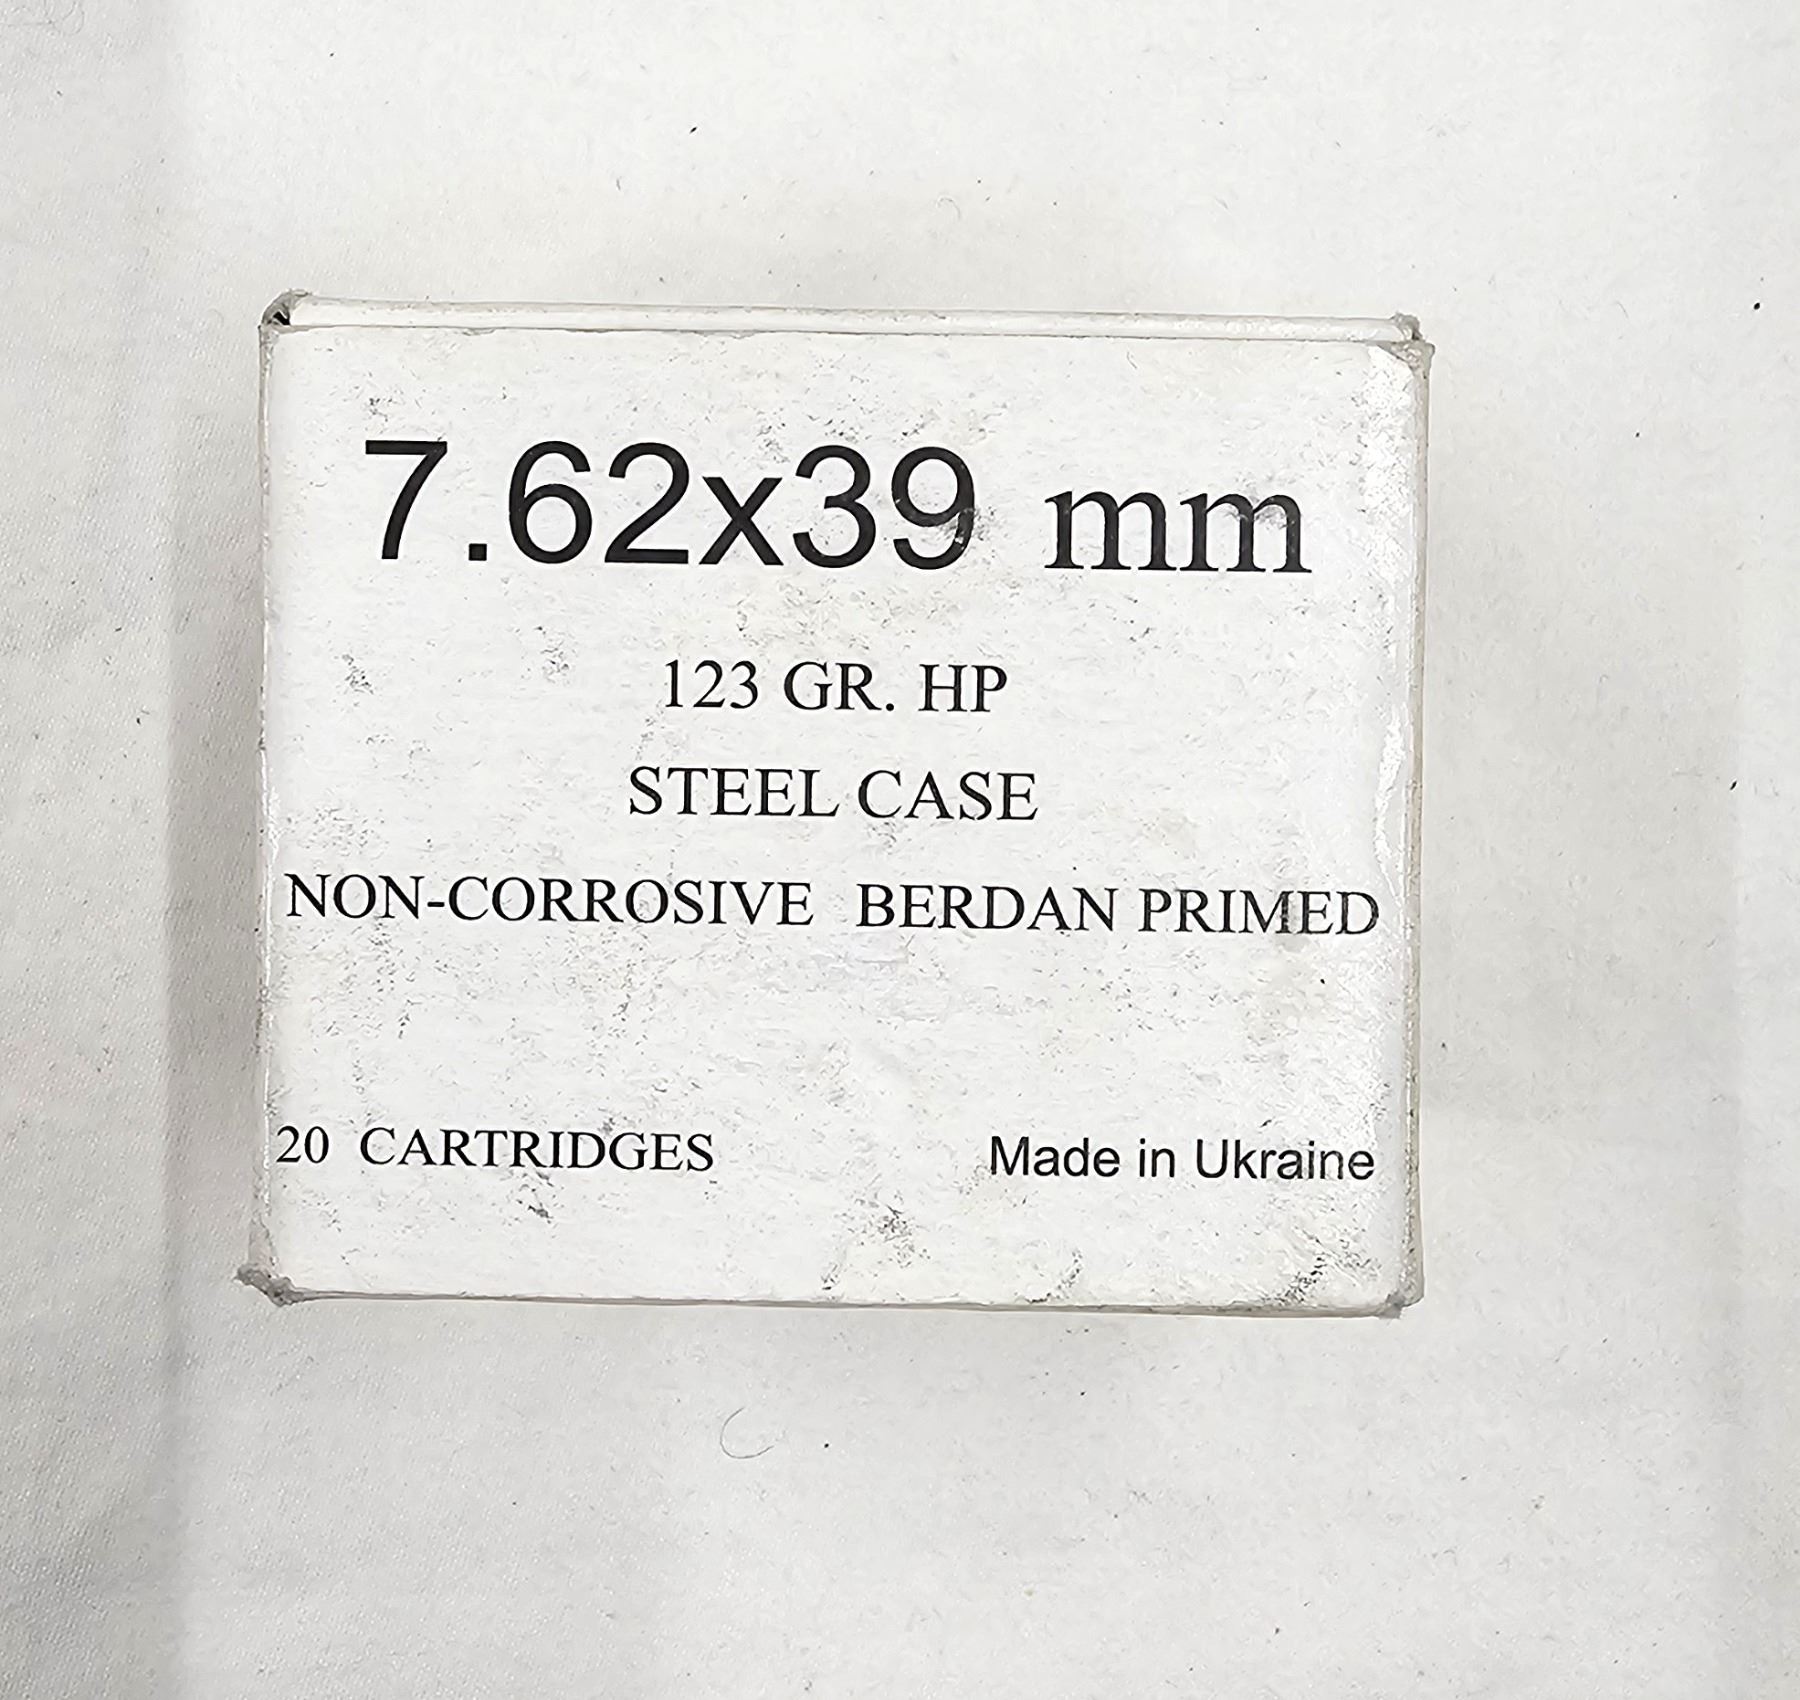 7.62x39 mm
123 GR. HP
STEEL CASE
NON-CORROSIVE BERDAN PRIMED
20 CARTRIDGES
Made in Ukraine